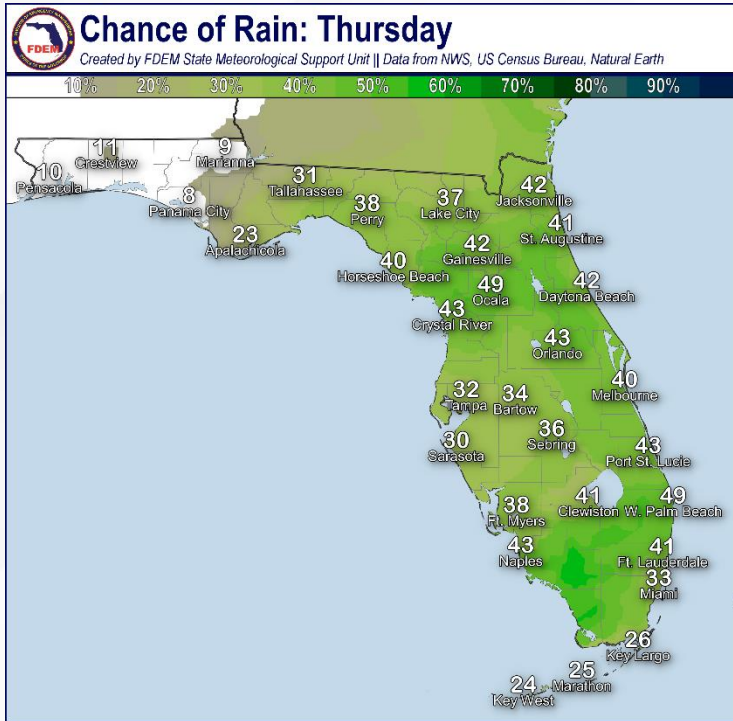 Chance of Rain: Thursday
FDEM
Created by FDEM State Meteorological Support Unit || Data from NWS, US Census Bureau, Natural Earth
10% 20% 30% 40% 50% 60% 70% 80% 90%
11
Crestview
9
Marianna
10
Pensacola
8
Panama City
31
Tallahassee
23
Apalachicola
38
Perry
37
Lake City
42
Jacksonville
41
St. Augustine
42
Gainesville
40
Horseshoe Beach
49
Ocala
42
Daytona Beach
43
Crystal River
43
Orlando
40
Melbourne
32
Tampa
34
Bartow
36
Sebring
30
Sarasota
43
Port St. Lucie
38
Ft. Myers
41
Clewiston
49
W. Palm Beach
43
Naples
41
Ft. Lauderdale
33
Miami
26
Key Largo
25
Marathon
24
Key West